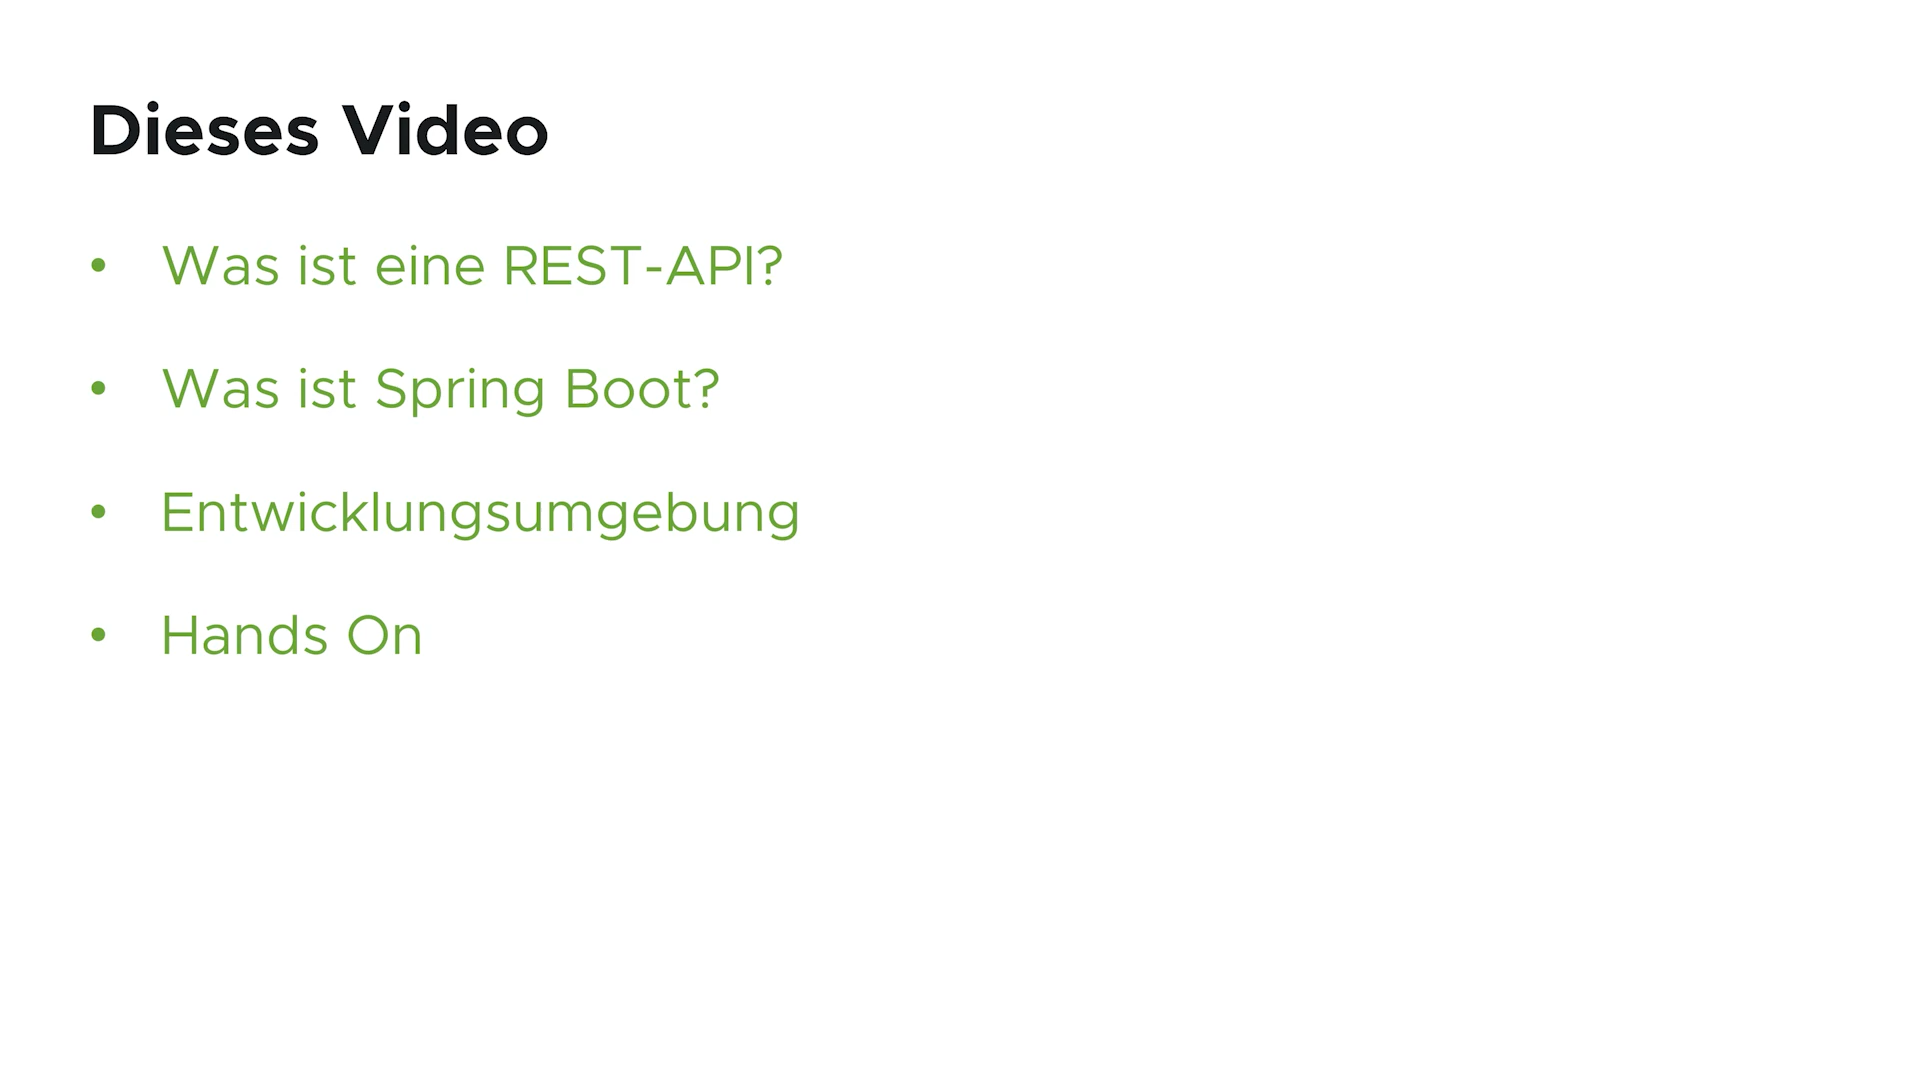 Dieses Video
• Was ist eine REST-API?
• Was ist Spring Boot?
• Entwicklungsumgebung
• Hands On